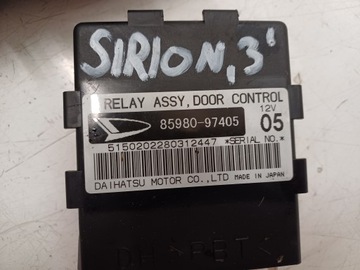 SIRION,3'
RELAY ASSY, DOOR CONTROL
85980-97405
12V
05
5150202280312447 *SERIAL NO.*
DAIHATSU MOTOR CO.,LTD MADE IN JAPAN